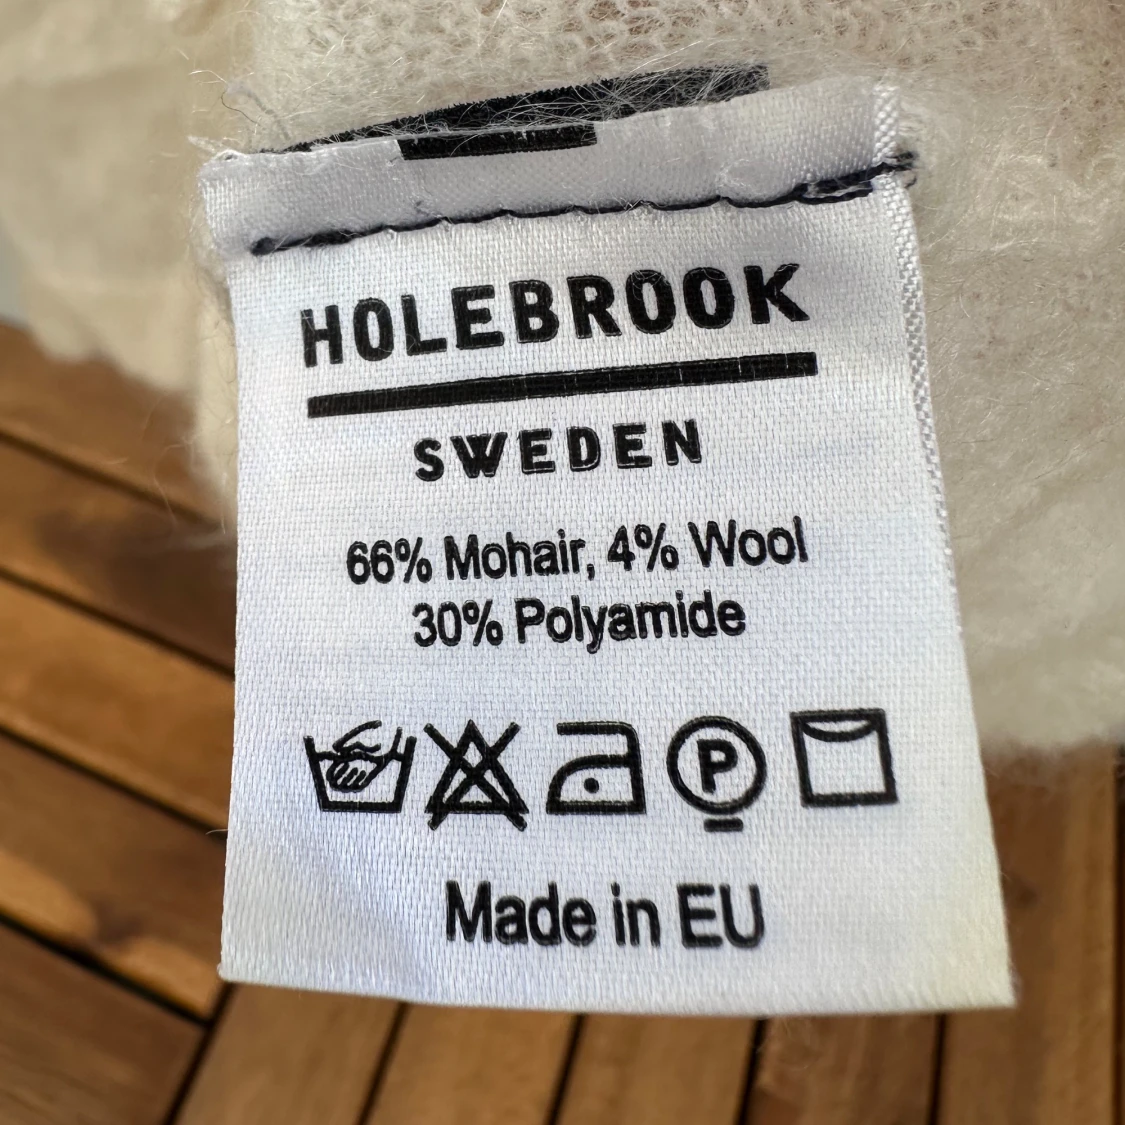 HOLEBROOK
SWEDEN
66% Mohair, 4% Wool
30% Polyamide
P
Made in EU